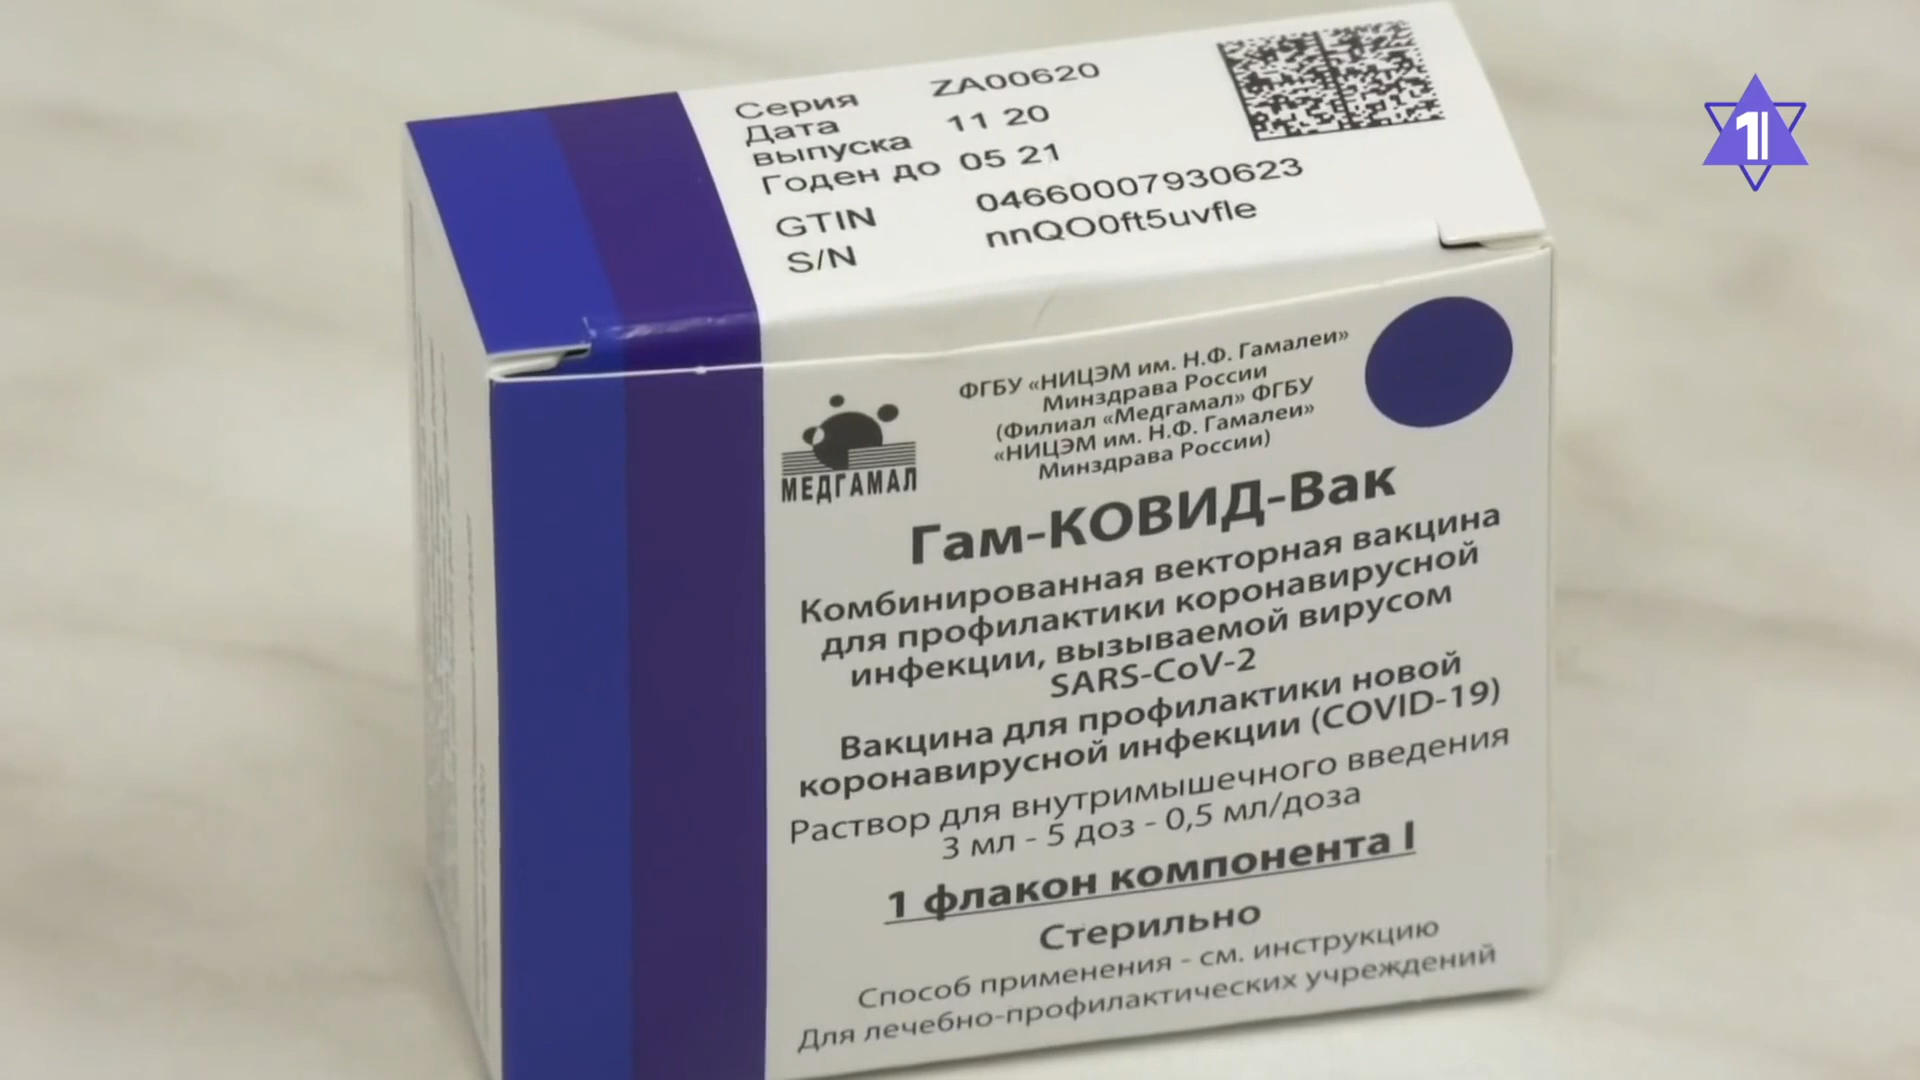 Серия ZA00620
Дата
выпуска 11 20
Годен до 05 21
GTIN 04660007930623
S/N nnQO0ft5uvfle
1
ФГБУ «НИЦЭМ им. Н.Ф. Гамалеи»
Минздрава России
(Филиал «Медгамал» ФГБУ
«НИЦЭМ им. Н.Ф. Гамалеи»
Минздрава России)
МЕДГАМАЛ
Гам-КОВИД-Вак
Комбинированная векторная вакцина
для профилактики коронавирусной
инфекции, вызываемой вирусом
SARS-CoV-2
Вакцина для профилактики новой
коронавирусной инфекции (COVID-19)
Раствор для внутримышечного введения
3 мл - 5 доз - 0,5 мл/доза
1 флакон компонента I
Стерильно
Способ применения - см. инструкцию
Для лечебно-профилактических учреждений